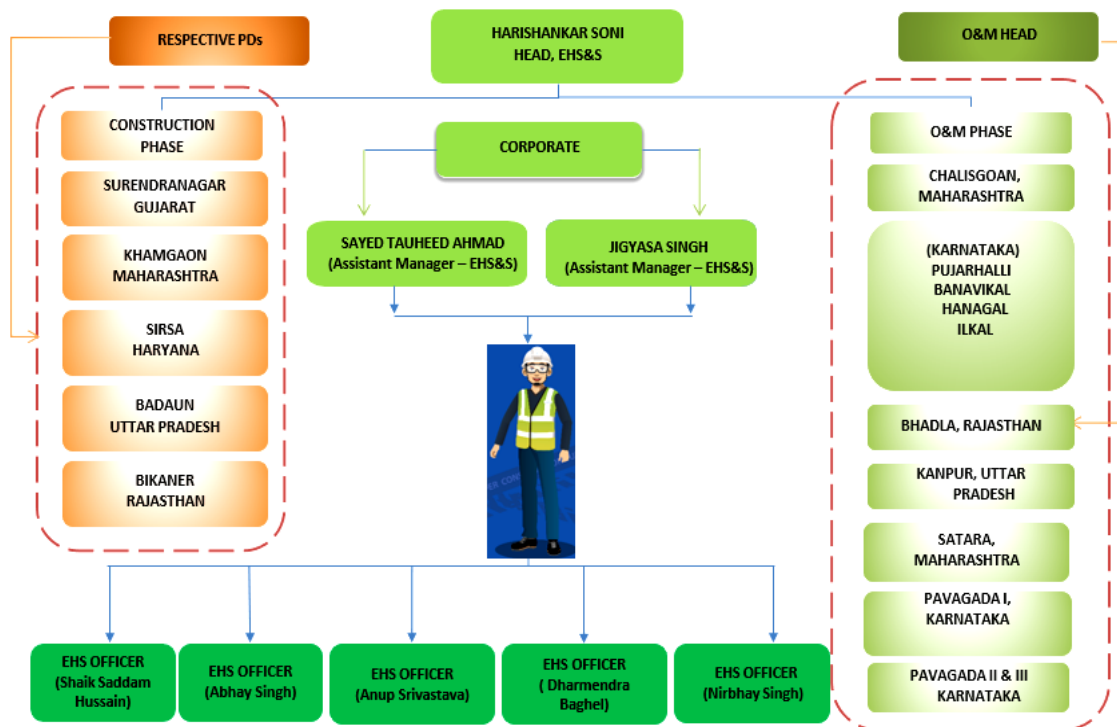 RESPECTIVE PDs
HARISHANKAR SONI
HEAD, EHS&S
O&M HEAD
CONSTRUCTION
PHASE
SURENDRANAGAR
GUJARAT
KHAMGAON
MAHARASHTRA
SIRSA
HARYANA
BADAUN
UTTAR PRADESH
BIKANER
RAJASTHAN
CORPORATE
SAYED TAUHEED AHMAD
(Assistant Manager – EHS&S)
JIGYASA SINGH
(Assistant Manager – EHS&S)
O&M PHASE
CHALISGOAN,
MAHARASHTRA
(KARNATAKA)
PUJARHALLI
BANAVIKAL
HANAGAL
ILKAL
BHADLA, RAJASTHAN
KANPUR, UTTAR
PRADESH
SATARA,
MAHARASHTRA
PAVAGADA I,
KARNATAKA
PAVAGADA II & III
KARNATAKA
EHS OFFICER
(Shaik Saddam
Hussain)
EHS OFFICER
(Abhay Singh)
EHS OFFICER
(Anup Srivastava)
EHS OFFICER
( Dharmendra
Baghel)
EHS OFFICER
(Nirbhay Singh)